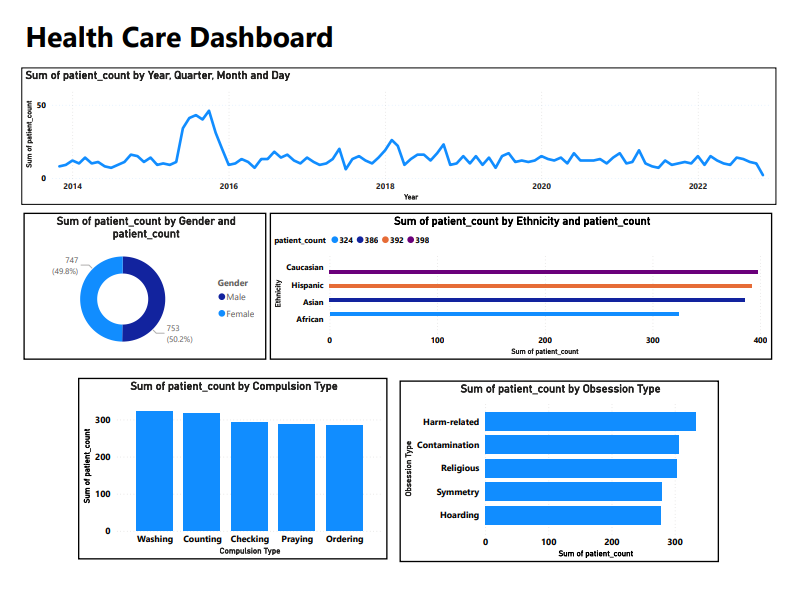 Health Care Dashboard
Sum of patient_count by Year, Quarter, Month and Day
Sum of patient_count
50
0
2014
2016
2018
2020
2022
Year
Sum of patient_count by Gender and
patient_count
747
(49.8%)
753
(50.2%)
Gender
Male
Female
Sum of patient_count by Ethnicity and patient_count
patient_count 324 386 392 398
Ethnicity
Caucasian
Hispanic
Asian
African
0
100
200
300
400
Sum of patient_count
Sum of patient_count by Compulsion Type
Sum of patient_count
300
200
100
0
Washing
Counting
Checking
Praying
Ordering
Compulsion Type
Sum of patient_count by Obsession Type
Obsession Type
Harm-related
Contamination
Religious
Symmetry
Hoarding
0
100
200
300
Sum of patient_count